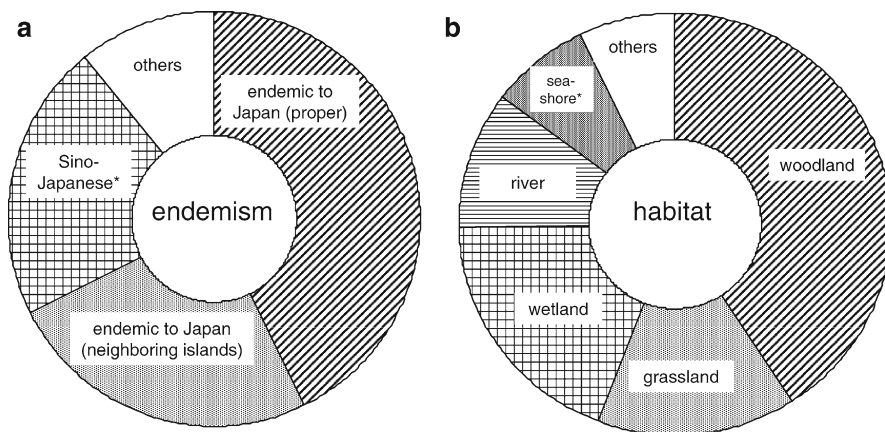 a
others
endemic to
Japan (proper)
Sino-
Japanese*
endemism
endemic to Japan
(neighboring islands)
b
others
sea-
shore*
woodland
river
habitat
wetland
grassland